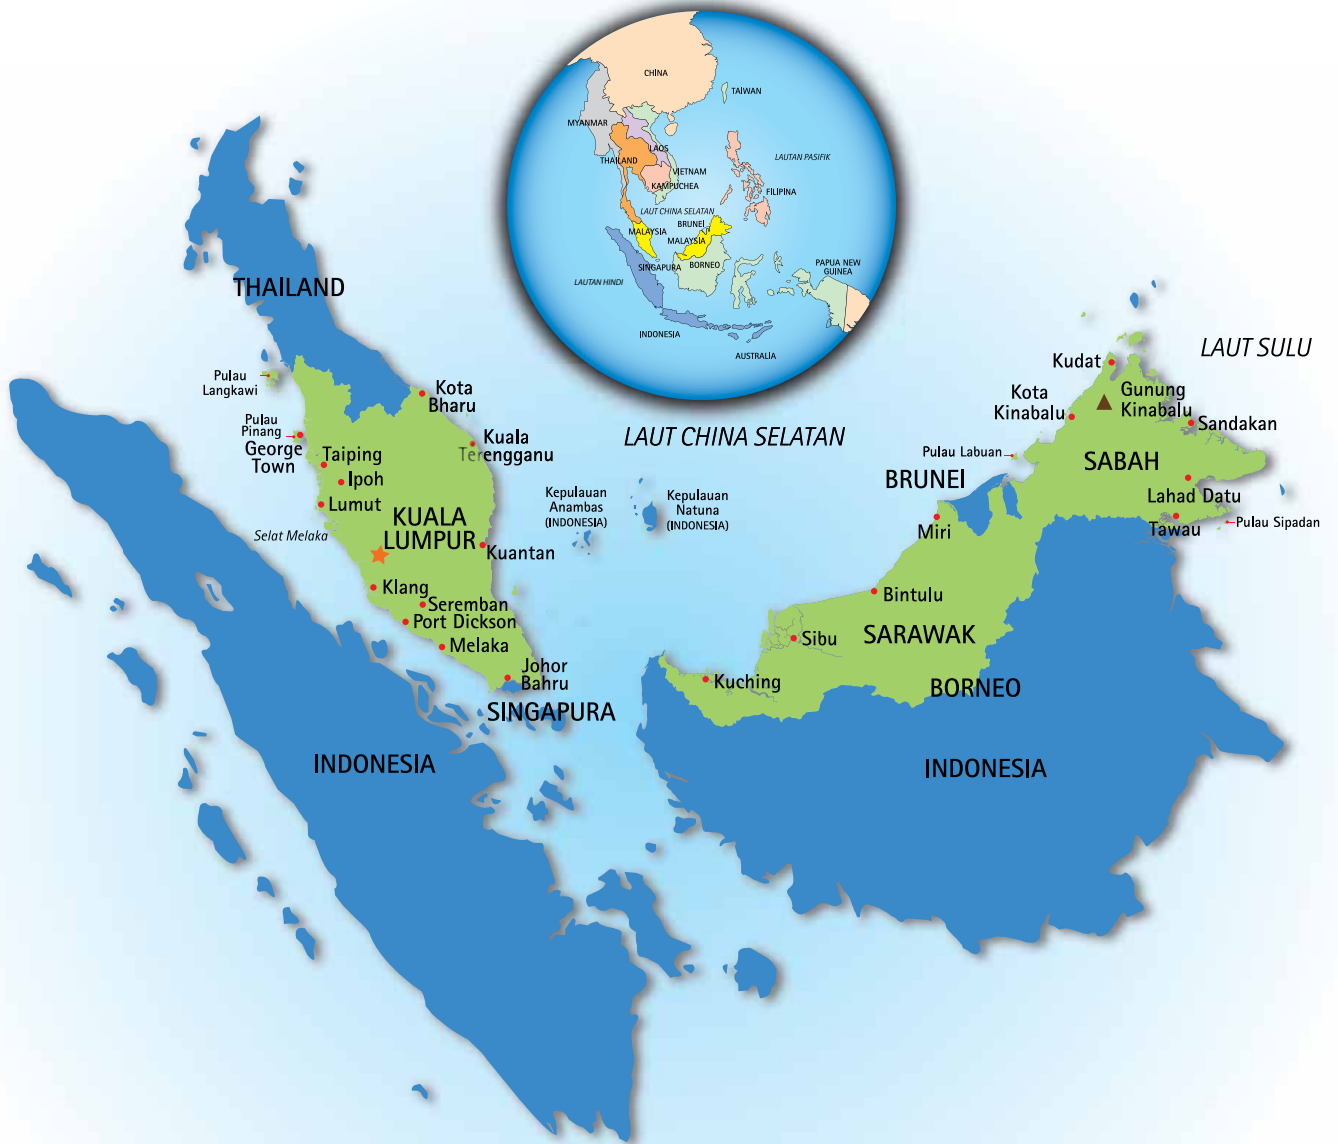 CHINA
TAIWAN
MYANMAR
LAOS
THAILAND
VIETNAM
KAMPUCHEA
LAUTAN PASIFIK
FILIPINA
LAUT CHINA SELATAN
BRUNEI
MALAYSIA
MALAYSIA
SINGAPURA
BORNEO
PAPUA NEW
GUINEA
LAUTAN HINDI
INDONESIA
AUSTRALIA
THAILAND
Pulau
Langkawi
Kota
Bharu
Pulau
Pinang
George
Town
Kuala
Terengganu
Taiping
Ipoh
Lumut
Selat Melaka
KUALA
LUMPUR
Kuantan
Klang
Seremban
Port Dickson
Melaka
Johor
Bahru
SINGAPURA
INDONESIA
LAUT CHINA SELATAN
Kepulauan
Anambas
(INDONESIA)
Kepulauan
Natuna
(INDONESIA)
LAUT SULU
Kudat
Kota
Kinabalu
Gunung
Kinabalu
Sandakan
Pulau Labuan
BRUNEI
SABAH
Lahad Datu
Tawau
Pulau Sipadan
Miri
Bintulu
Sibu
SARAWAK
Kuching
BORNEO
INDONESIA